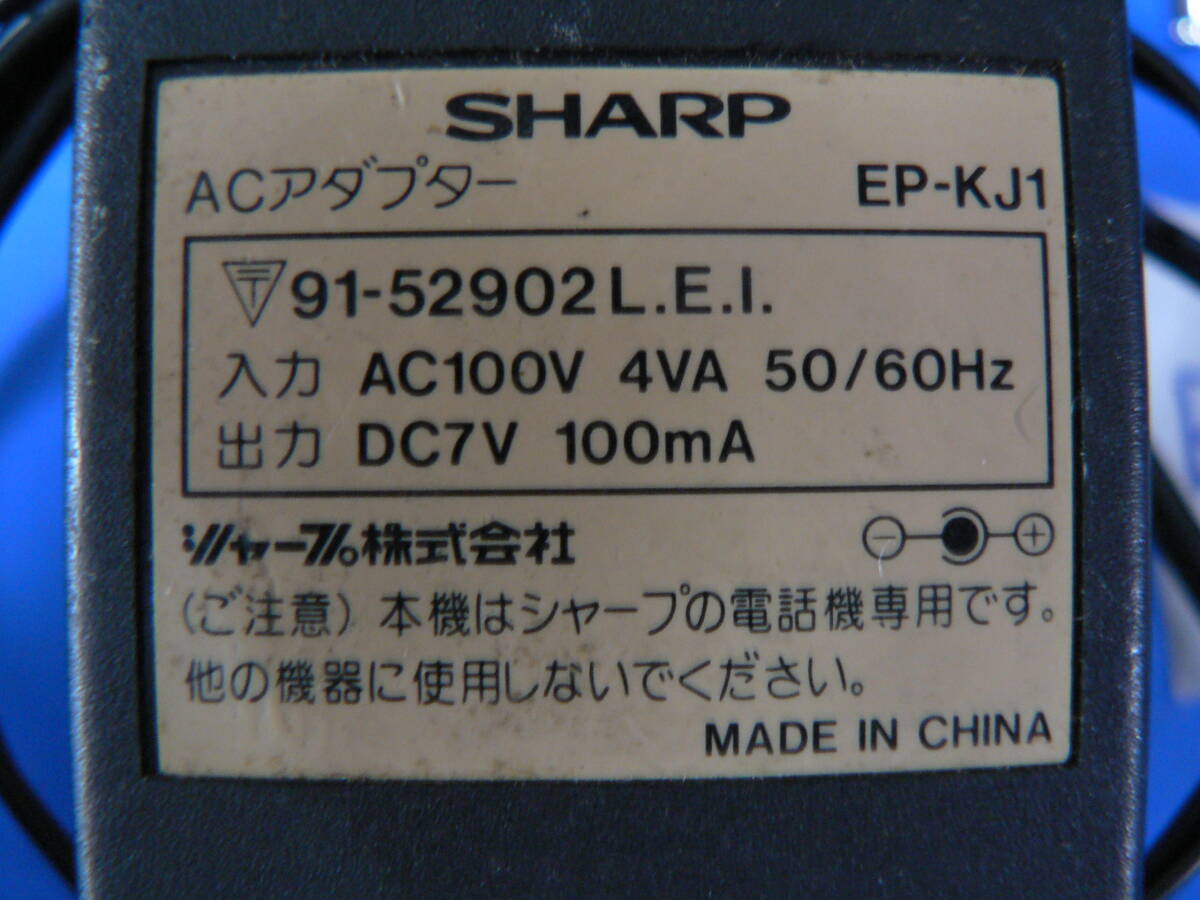 SHARP
ACアダプター EP-KJ1
91-52902 L.E.I.
入力 AC100V 4VA 50/60Hz
出力 DC7V 100mA
シャープ株式会社
(ご注意) 本機はシャープの電話機専用です。
他の機器に使用しないでください。
MADE IN CHINA